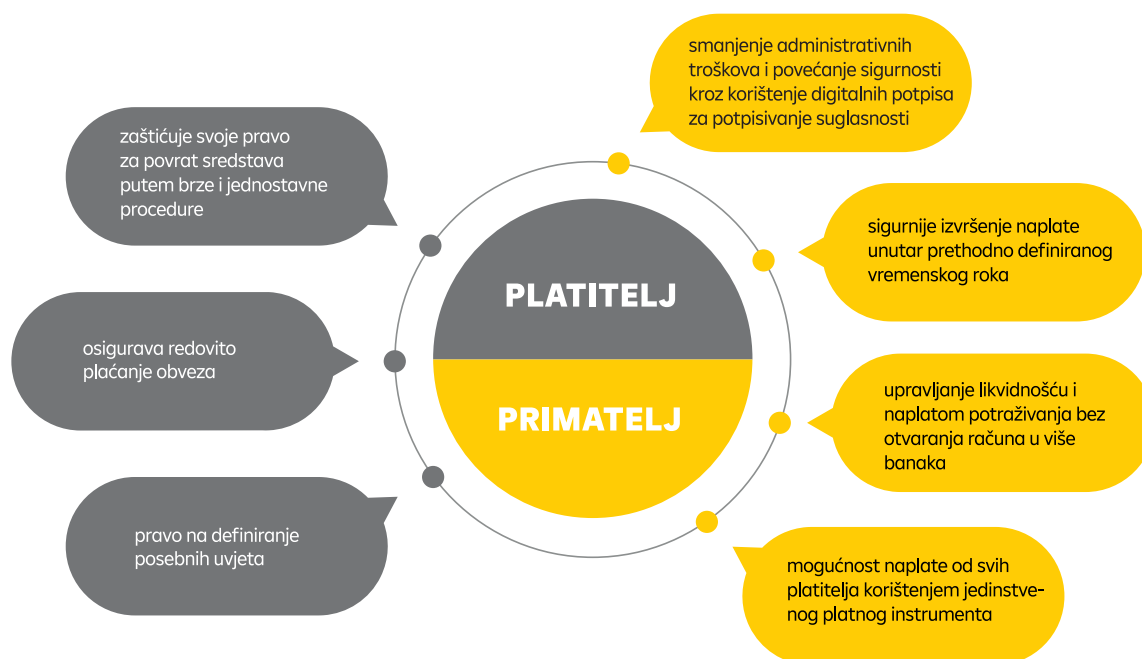 smanjenje administrativnih
troškova i povećanje sigurnosti
kroz korištenje digitalnih potpisa
za potpisivanje suglasnosti
zaštićuje svoje pravo
za povrat sredstava
putem brze i jednostavne
procedure
sigurnije izvršenje naplate
unutar prethodno definiranog
vremenskog roka
PLATITELJ
osigurava redovito
plaćanje obveza
PRIMATELJ
upravljanje likvidnošću i
naplatom potraživanja bez
otvaranja računa u više
banaka
pravo na definiranje
posebnih uvjeta
mogućnost naplate od svih
platitelja korištenjem jedinstve-
nog platnog instrumenta